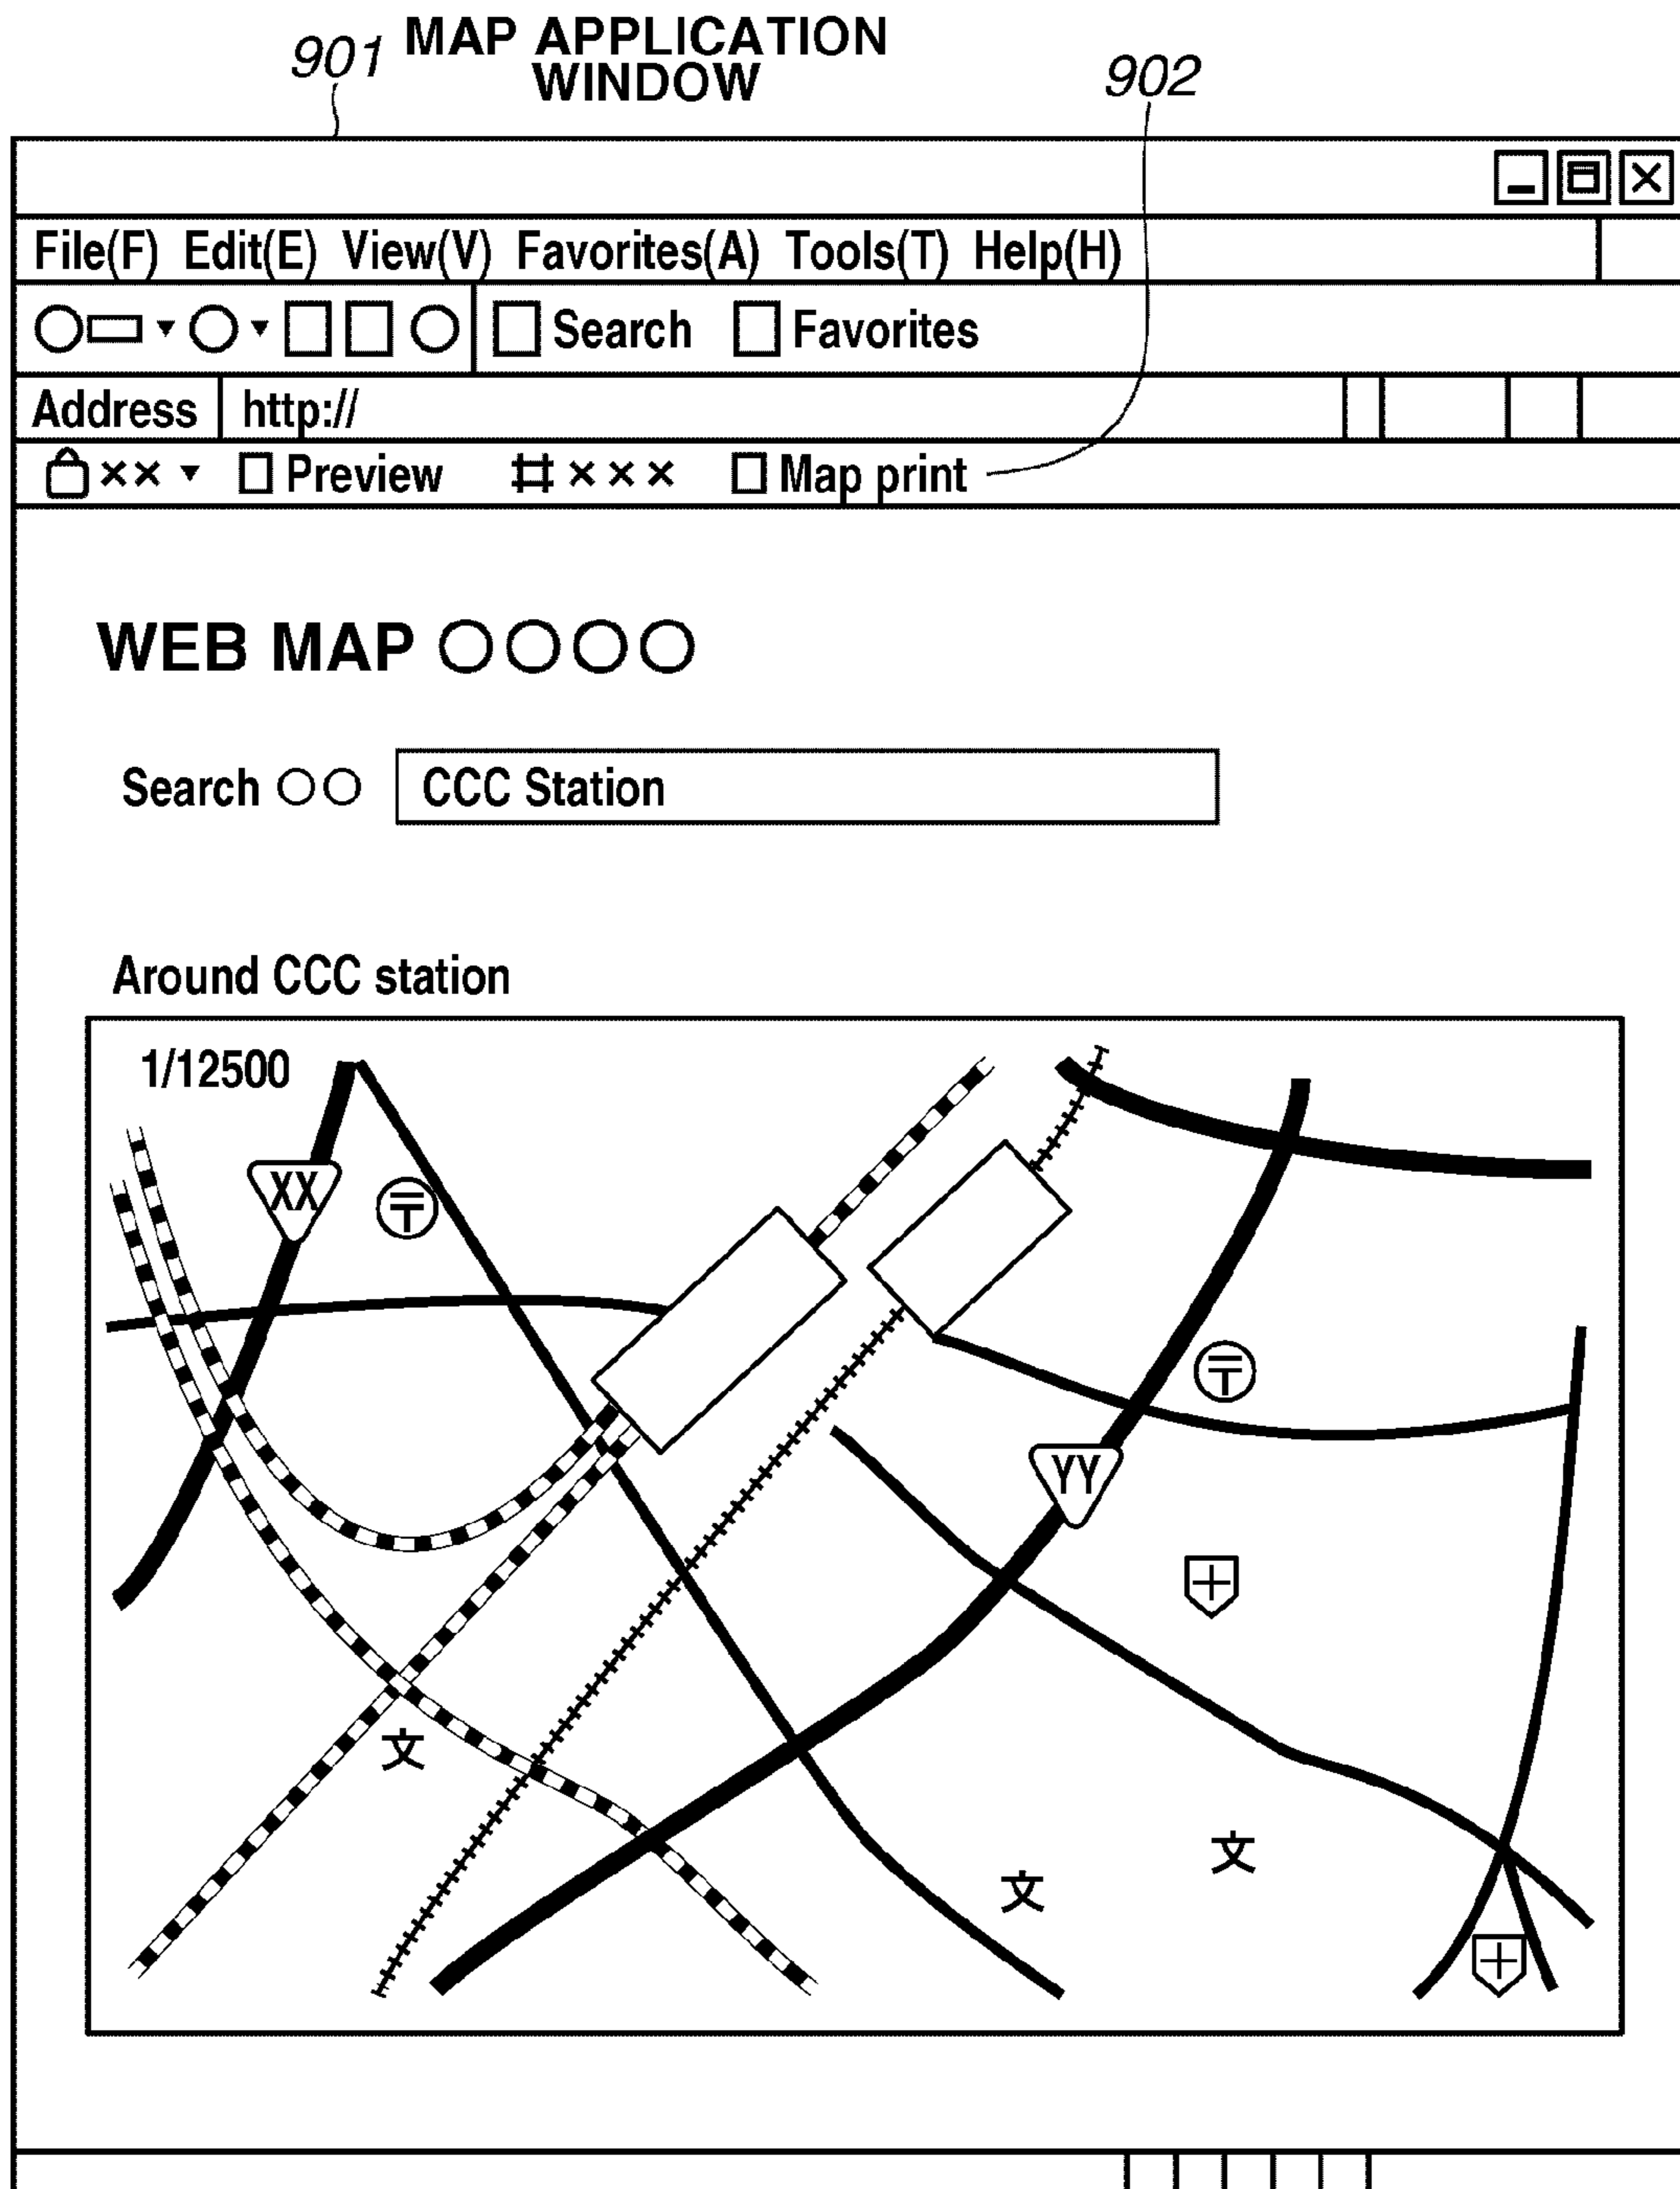 901 MAP APPLICATION
WINDOW
902
File(F) Edit(E) View(V) Favorites(A) Tools(T) Help(H)
Search Favorites
Address http://
×× Preview ××× Map print
WEB MAP ○○○○
Search ○○ CCC Station
Around CCC station
1/12500
XX
〒
〒
YY
文
文
文